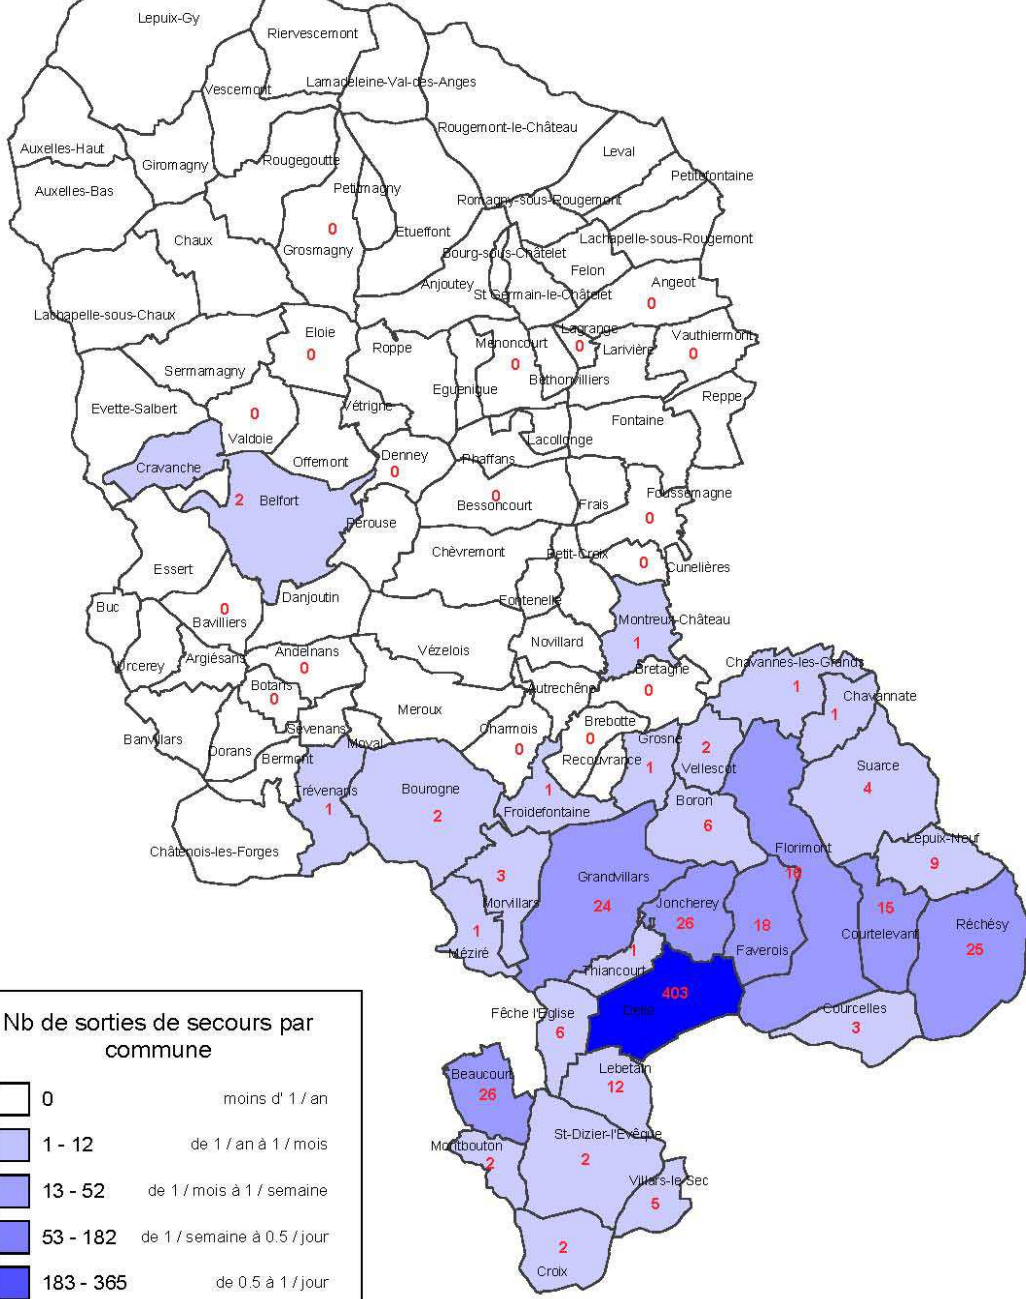 Lepuix-Gy
Riervescemont
Vescemont
Lamadeleine-Val-des-Anges
Rougemont-le-Château
Auxelles-Haut
Leval
Giromagny
Rougegoutte
Petitefontaine
Auxelles-Bas
Petitmagny
Romagny-sous-Rougemont
0
Etueffont
Chaux
Grosmagny
Lachapelle-sous-Rougemont
Bourg-sous-Châtelet
Felon
Anjoutey
Angeot
St Germain-le-Châtelet
0
Lachapelle-sous-Chaux
Eloie
Lagrange
Vauthiermont
Roppe
Menoncourt
0
Larivière
0
0
0
Sermamagny
Béthonvilliers
Eguenigue
Reppe
Evette-Salbert
Vétrigne
0
Fontaine
Valdoie
Lacollonge
Denney
Phaffans
Cravanche
Offemont
0
2
Belfort
0
Bessoncourt
Frais
Foussemagne
0
Pérouse
Chèvremont
Petit-Croix
Essert
0
Cunelières
Buc
Danjoutin
Fontenelle
0
Bavilliers
Montreux-Château
Novillard
1
Argiésans
Andelnans
Vézelois
Urcerey
0
Bretagne
Chavannes-les-Grands
Botans
0
Autrechêne
0
1
Chavannate
Meroux
1
Sévenans
Charmois
Brebotte
Banvillars
Moval
0
0
Grosne
2
Dorans
Bermont
Recouvrance
1
Vellescot
Suarce
Trévenans
Bourogne
1
4
1
2
Froidefontaine
Boron
6
Châtenois-les-Forges
Florimont
Lepuix-Neuf
3
Grandvillars
9
Morvillars
24
Joncherey
15
1
26
18
Courtelevant
Réchésy
Méziré
1
Faverois
25
Thiancourt
403
Fêche l'Eglise
Delle
Courcelles
6
3
Beaucourt
Lebetain
26
12
Montbouton
St-Dizier-l'Evêque
2
2
Villars-le-Sec
5
2
Croix
Nb de sorties de secours par
commune
0 moins d' 1 / an
1 - 12 de 1 / an à 1 / mois
13 - 52 de 1 / mois à 1 / semaine
53 - 182 de 1 / semaine à 0.5 / jour
183 - 365 de 0.5 à 1 / jour